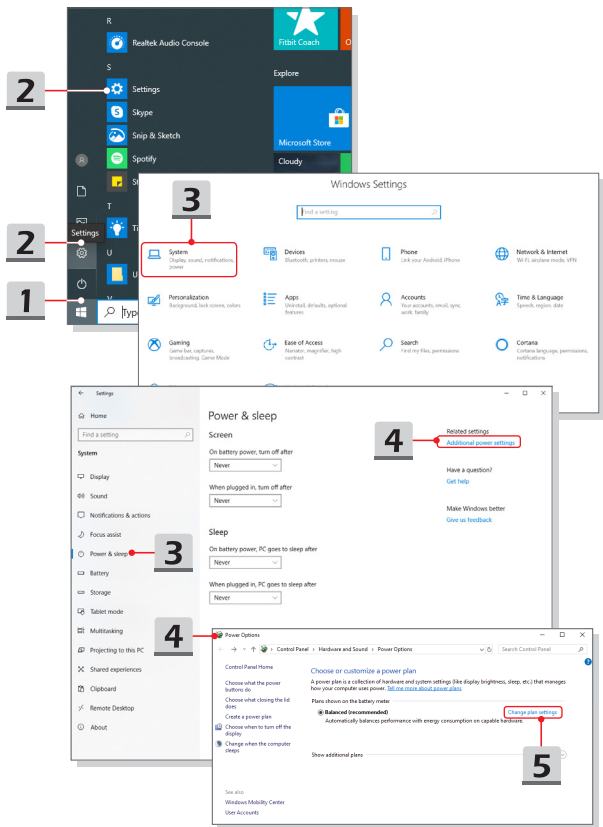 R
Realtek Audio Console
S
Settings
Skype
Snip & Sketch
Spotify
T
U
Fitbit Coach
Explore
Microsoft Store
Cloudy
2
Settings
2
1
Windows Settings
Find a setting
3
System
Display, sound, notifications,
power
Devices
Bluetooth, printers, mouse
Phone
Link your Android, iPhone
Network & Internet
Wi-Fi, airplane mode, VPN
Personalization
Background, lock screen, colors
Apps
Uninstall, defaults, optional
features
Accounts
Your accounts, email, sync,
work, family
Time & Language
Speech, region, date
Gaming
Game bar, captures,
broadcasting, Game Mode
Ease of Access
Narrator, magnifier, high
contrast
Search
Find my files, permissions
Cortana
Cortana language, permissions,
notifications
Settings
Home
Find a setting
System
Display
Sound
Notifications & actions
Focus assist
Power & sleep
3
Battery
Storage
Tablet mode
Multitasking
Projecting to this PC
Shared experiences
Clipboard
Remote Desktop
About
Power & sleep
Screen
On battery power, turn off after
Never
When plugged in, turn off after
Never
Sleep
On battery power, PC goes to sleep after
Never
When plugged in, PC goes to sleep after
Never
4
Related settings
Additional power settings
Have a question?
Get help
Make Windows better
Give us feedback
4
Power Options
Control Panel > Hardware and Sound > Power Options
Search Control Panel
Control Panel Home
Choose what the power
buttons do
Choose what closing the lid
does
Create a power plan
Choose when to turn off the
display
Change when the computer
sleeps
See also
Windows Mobility Center
User Accounts
Choose or customize a power plan
A power plan is a collection of hardware and system settings (like display brightness, sleep, etc.) that manages
how your computer uses power. Tell me more about power plans
Plans shown on the battery meter
Balanced (recommended)
Change plan settings
Automatically balances performance with energy consumption on capable hardware.
Show additional plans
5